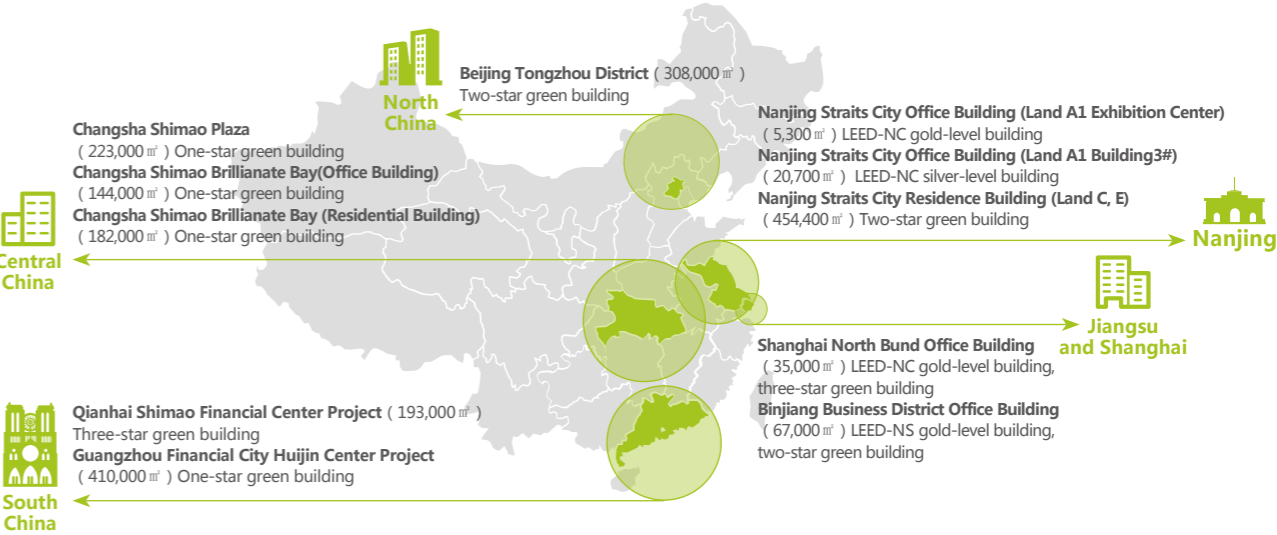 Beijing Tongzhou District ( 308,000㎡ )
Two-star green building
North
China
Changsha Shimao Plaza
( 223,000㎡ ) One-star green building
Changsha Shimao Brillianate Bay(Office Building)
( 144,000㎡ ) One-star green building
Changsha Shimao Brillianate Bay (Residential Building)
( 182,000㎡ ) One-star green building
Central
China
Nanjing Straits City Office Building (Land A1 Exhibition Center)
( 5,300㎡ ) LEED-NC gold-level building
Nanjing Straits City Office Building (Land A1 Building3#)
( 20,700㎡ ) LEED-NC silver-level building
Nanjing Straits City Residence Building (Land C, E)
( 454,400㎡ ) Two-star green building
Nanjing
Jiangsu
and Shanghai
Shanghai North Bund Office Building
( 35,000㎡ ) LEED-NC gold-level building,
three-star green building
Binjiang Business District Office Building
( 67,000㎡ ) LEED-NS gold-level building,
two-star green building
Qianhai Shimao Financial Center Project ( 193,000㎡ )
Three-star green building
Guangzhou Financial City Huijin Center Project
( 410,000㎡ ) One-star green building
South
China